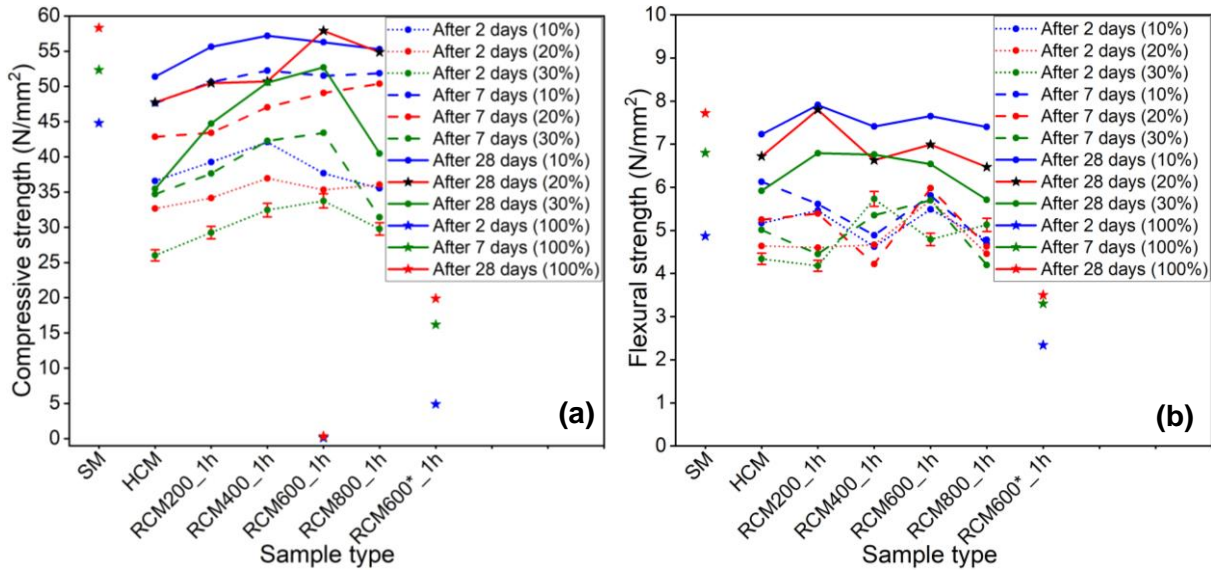 60
55
50
45
40
35
30
25
20
15
10
5
0
Compressive strength (N/mm²)
After 2 days (10%)
After 2 days (20%)
After 2 days (30%)
After 7 days (10%)
After 7 days (20%)
After 7 days (30%)
After 28 days (10%)
After 28 days (20%)
After 28 days (30%)
After 2 days (100%)
After 7 days (100%)
After 28 days (100%)
(a)
SM
HCM
RCM200_1h
RCM400_1h
RCM600_1h
RCM800_1h
RCM600*_1h
Sample type
10
9
8
7
6
5
4
3
2
1
0
Flexural strength (N/mm²)
After 2 days (10%)
After 2 days (20%)
After 2 days (30%)
After 7 days (10%)
After 7 days (20%)
After 7 days (30%)
After 28 days (10%)
After 28 days (20%)
After 28 days (30%)
After 2 days (100%)
After 7 days (100%)
After 28 days (100%)
(b)
SM
HCM
RCM200_1h
RCM400_1h
RCM600_1h
RCM800_1h
RCM600*_1h
Sample type